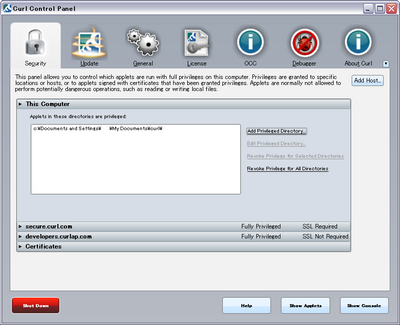 Curl Control Panel
Security Update General License OCC Debugger About Curl
This panel allows you to control which applets are run with full privileges on this computer. Privileges are granted to specific
locations or hosts, or to applets signed with certificates that have been granted privileges. Applets are normally not allowed to
perform potentially dangerous operations, such as reading or writing local files.
Add Host..
This Computer
Applets in these directories are privileged:
c:¥Documents and Settings¥ ¥My Documents¥curl¥
Add Privileged Directory...
Edit Privileged Directory...
Revoke Privilege for Selected Directories
Revoke Privilege for All Directories
secure.curl.com Fully Privileged SSL Required
developers.curlap.com Fully Privileged SSL Not Required
Certificates
Shut Down Help Show Applets Show Console